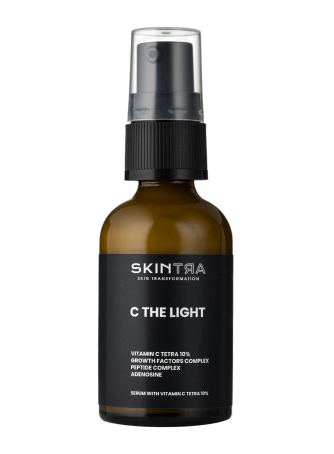 SKINTRA
SKIN TRANSFORMATION
C THE LIGHT
VITAMIN C TETRA 10%
GROWTH FACTORS COMPLEX
PEPTIDE COMPLEX
ADENOSINE
SERUM WITH VITAMIN C TETRA 10%